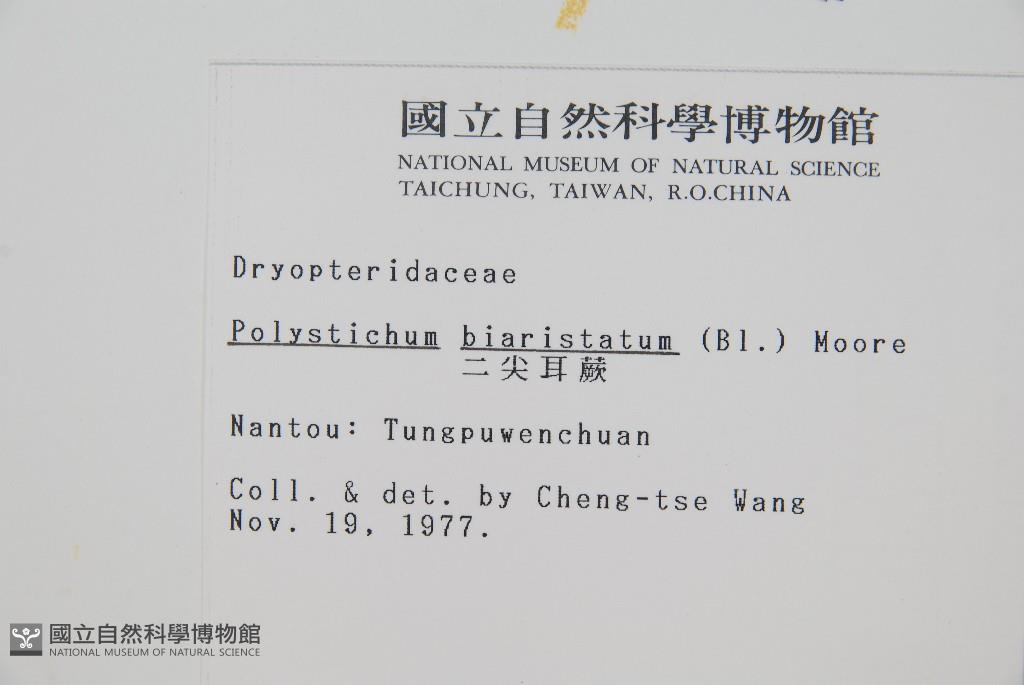 國立自然科學博物館
NATIONAL MUSEUM OF NATURAL SCIENCE
TAICHUNG, TAIWAN, R.O.CHINA
Dryopteridaceae
Polystichum biaristatum (Bl.) Moore
二尖耳蕨
Nantou: Tungpuwenchuan
Coll. & det. by Cheng-tse Wang
Nov. 19, 1977.
國立自然科學博物館
NATIONAL MUSEUM OF NATURAL SCIENCE